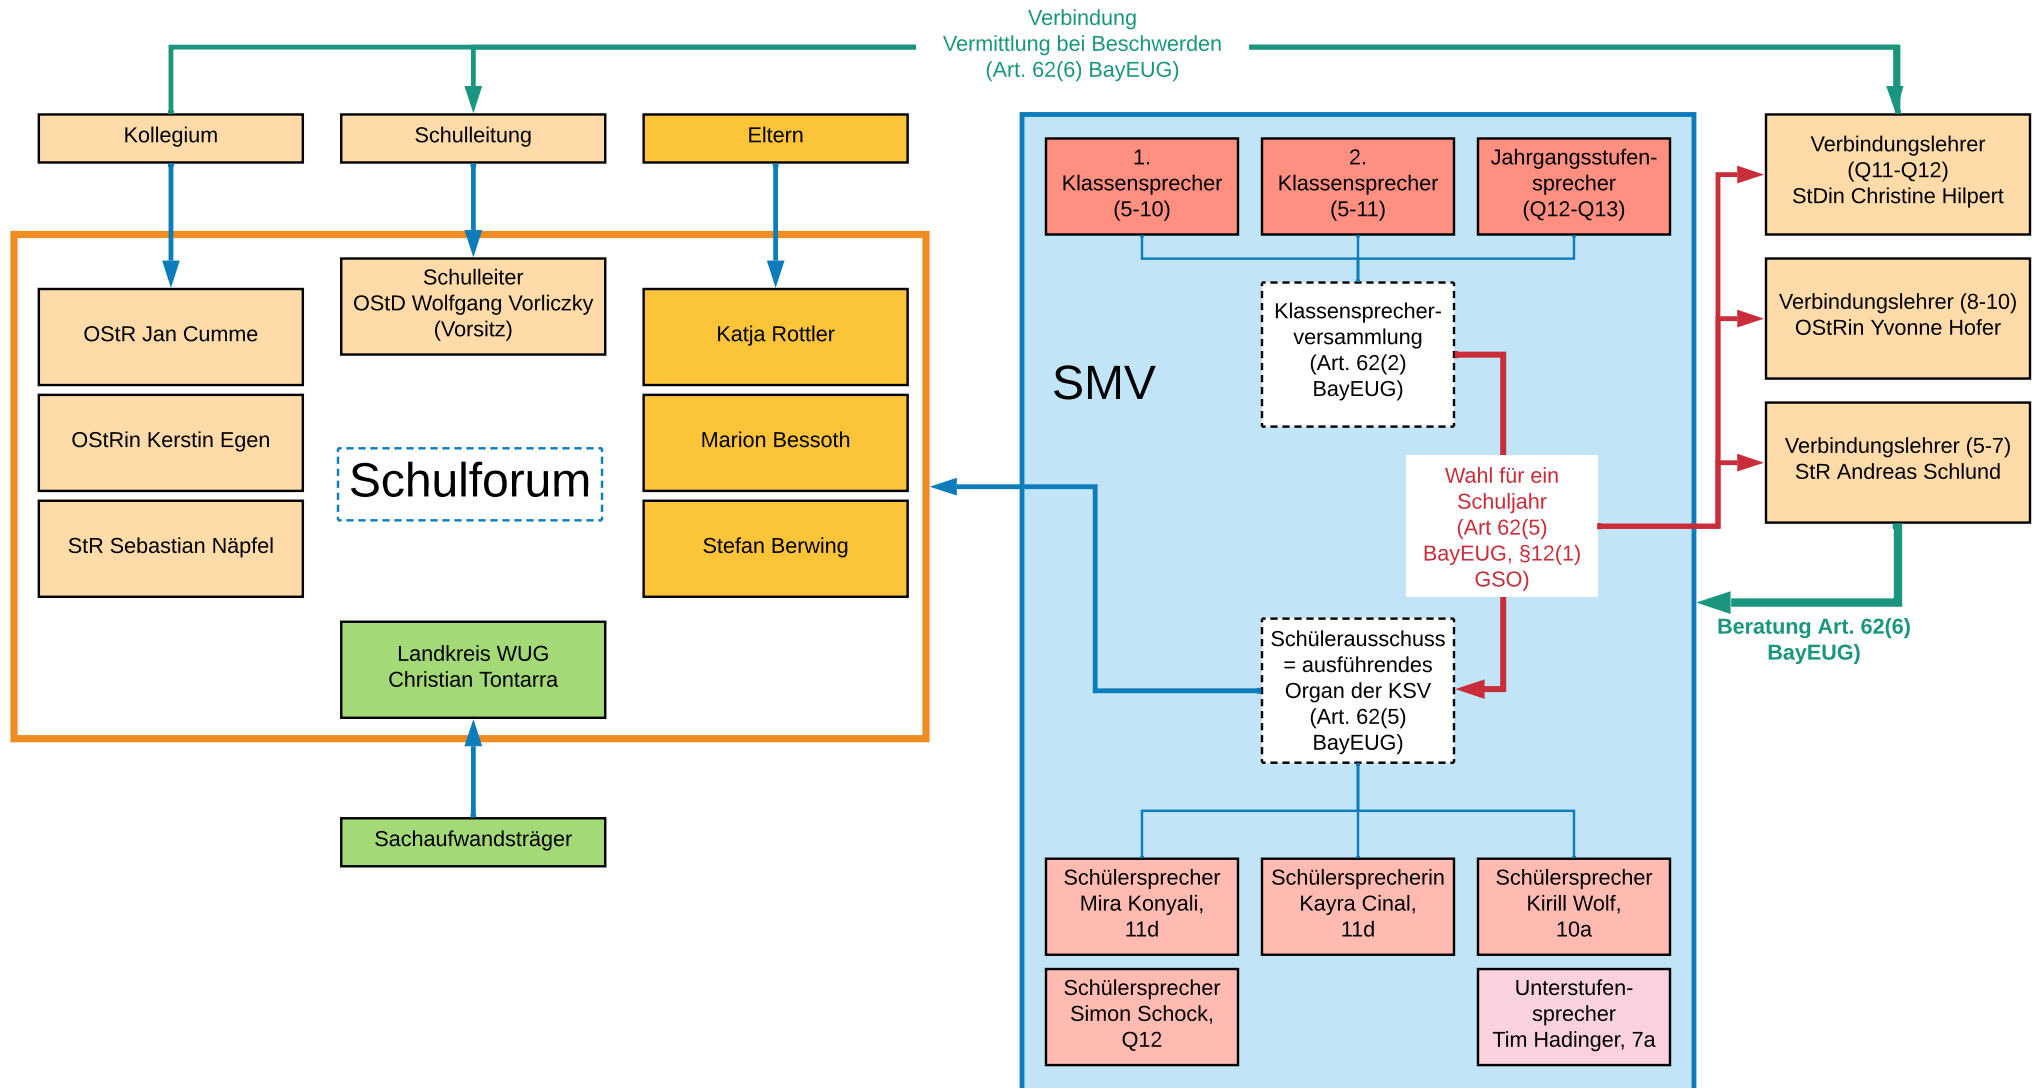 Verbindung
Vermittlung bei Beschwerden
(Art. 62(6) BayEUG)
Kollegium
Schulleitung
Eltern
OStR Jan Cumme
OStRin Kerstin Egen
StR Sebastian Näpfel
Schulleiter
OStD Wolfgang Vorliczky
(Vorsitz)
Schulforum
Katja Rottler
Marion Bessoth
Stefan Berwing
Landkreis WUG
Christian Tontarra
Sachaufwandsträger
SMV
1.
Klassensprecher
(5-10)
2.
Klassensprecher
(5-11)
Jahrgangsstufen-
sprecher
(Q12-Q13)
Klassensprecher-
versammlung
(Art. 62(2)
BayEUG)
Wahl für ein
Schuljahr
(Art 62(5)
BayEUG, §12(1)
GSO)
Schülerausschuss
= ausführendes
Organ der KSV
(Art. 62(5)
BayEUG)
Schülersprecher
Mira Konyali,
11d
Schülersprecherin
Kayra Cinal,
11d
Schülersprecher
Kirill Wolf,
10a
Schülersprecher
Simon Schock,
Q12
Unterstufen-
sprecher
Tim Hadinger, 7a
Verbindungslehrer
(Q11-Q12)
StDin Christine Hilpert
Verbindungslehrer (8-10)
OStRin Yvonne Hofer
Verbindungslehrer (5-7)
StR Andreas Schlund
Beratung Art. 62(6)
BayEUG)